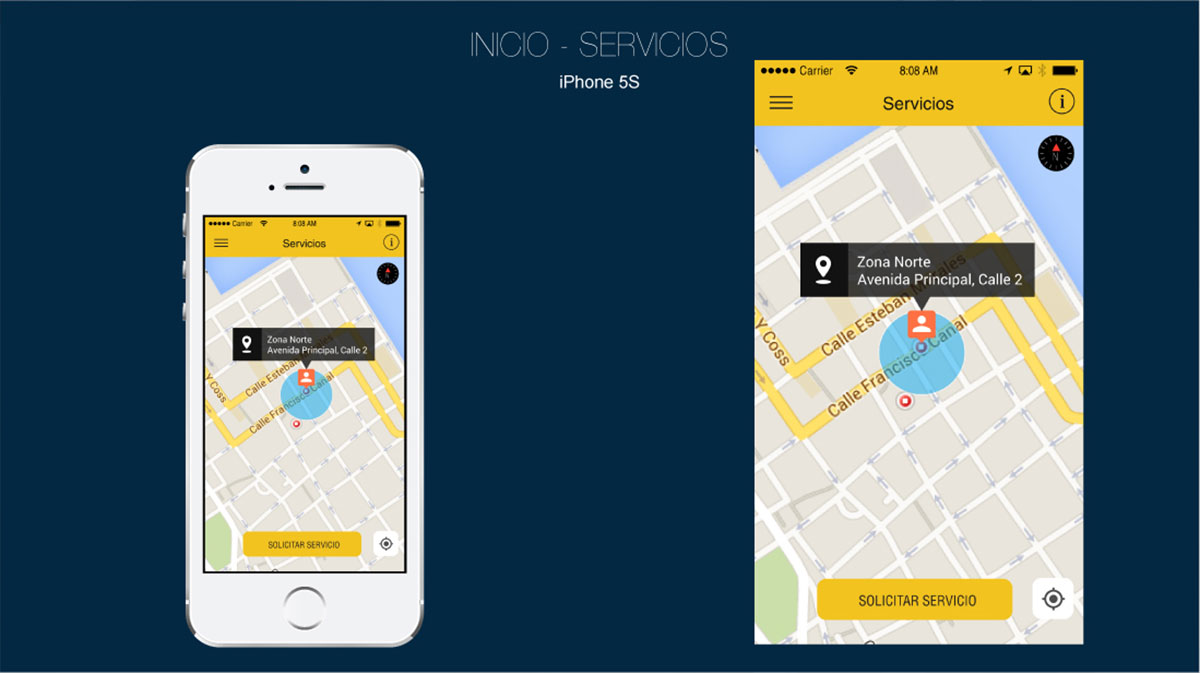 INICIO - SERVICIOS
iPhone 5S
Carrier
8:08 AM
Servicios
i
N
Zona Norte
Avenida Principal, Calle 2
Y Coss
Calle Esteban
Calle Francisco Canal
SOLICITAR SERVICIO
Carrier
8:08 AM
Servicios
i
N
Zona Norte
Avenida Principal, Calle 2
Y Coss
Calle Esteban Morales
Calle Francisco Canal
SOLICITAR SERVICIO